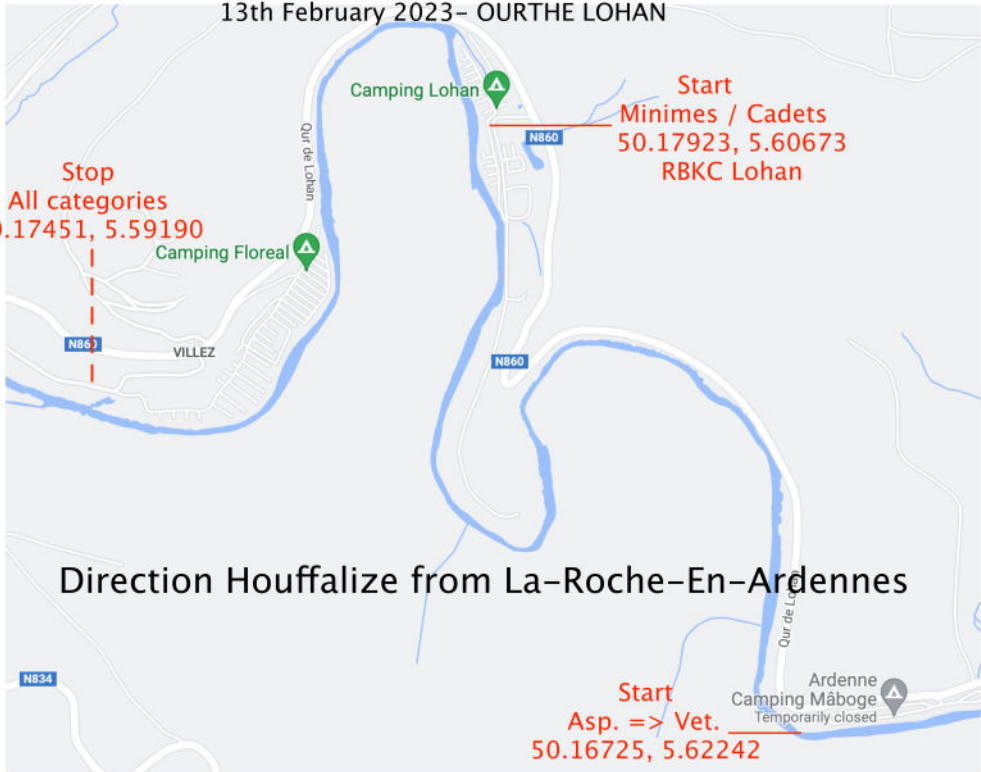 13th February 2023- OURTHE LOHAN
Camping Lohan
Start
Minimes / Cadets
50.17923, 5.60673
RBKC Lohan
N860
Qur de Lohan
Stop
All categories
.17451, 5.59190
Camping Floreal
N860
VILLEZ
N860
Direction Houffalize from La-Roche-En-Ardennes
Qur de Lohan
N834
Ardenne
Camping Mâboge
Temporarily closed
Start
Asp. => Vet.
50.16725, 5.62242